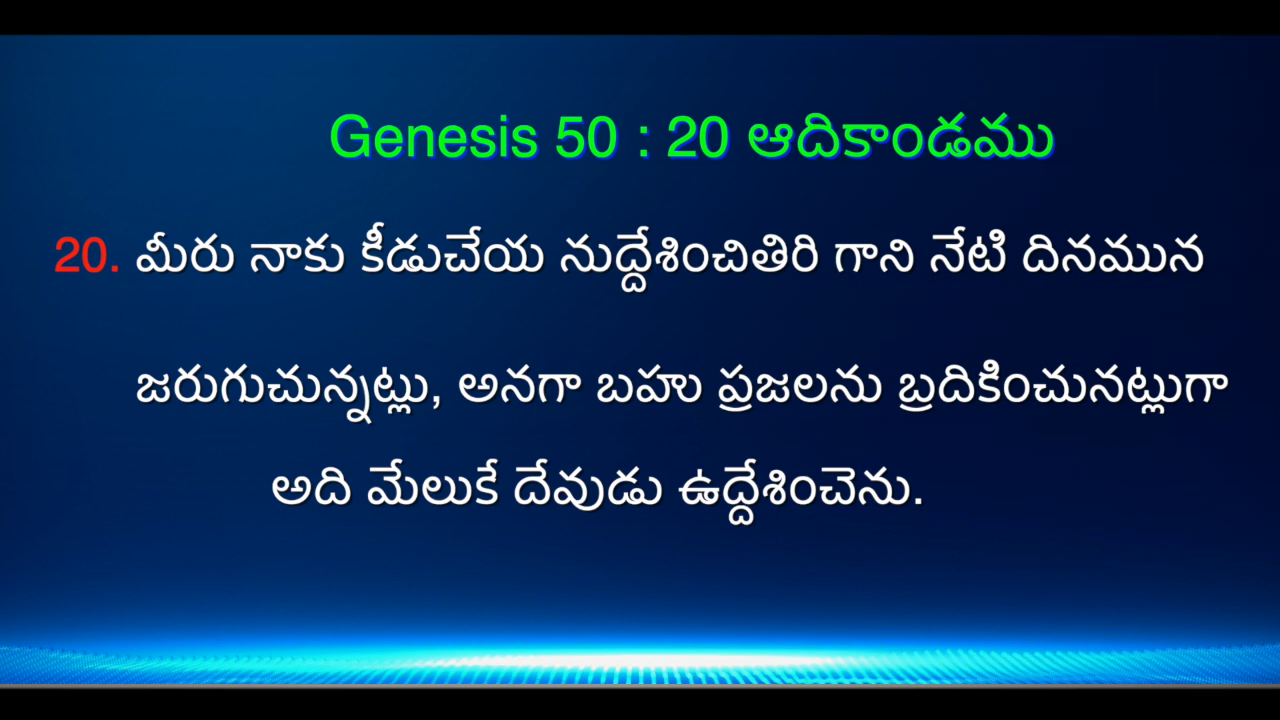 Genesis 50 : 20 ఆదికాండము
20. మీరు నాకు కీడుచేయ నుద్దేశించితిరి గాని నేటి దినమున
జరుగుచున్నట్లు, అనగా బహు ప్రజలను బ్రదికించునట్లుగా
అది మేలుకే దేవుడు ఉద్దేశించెను.